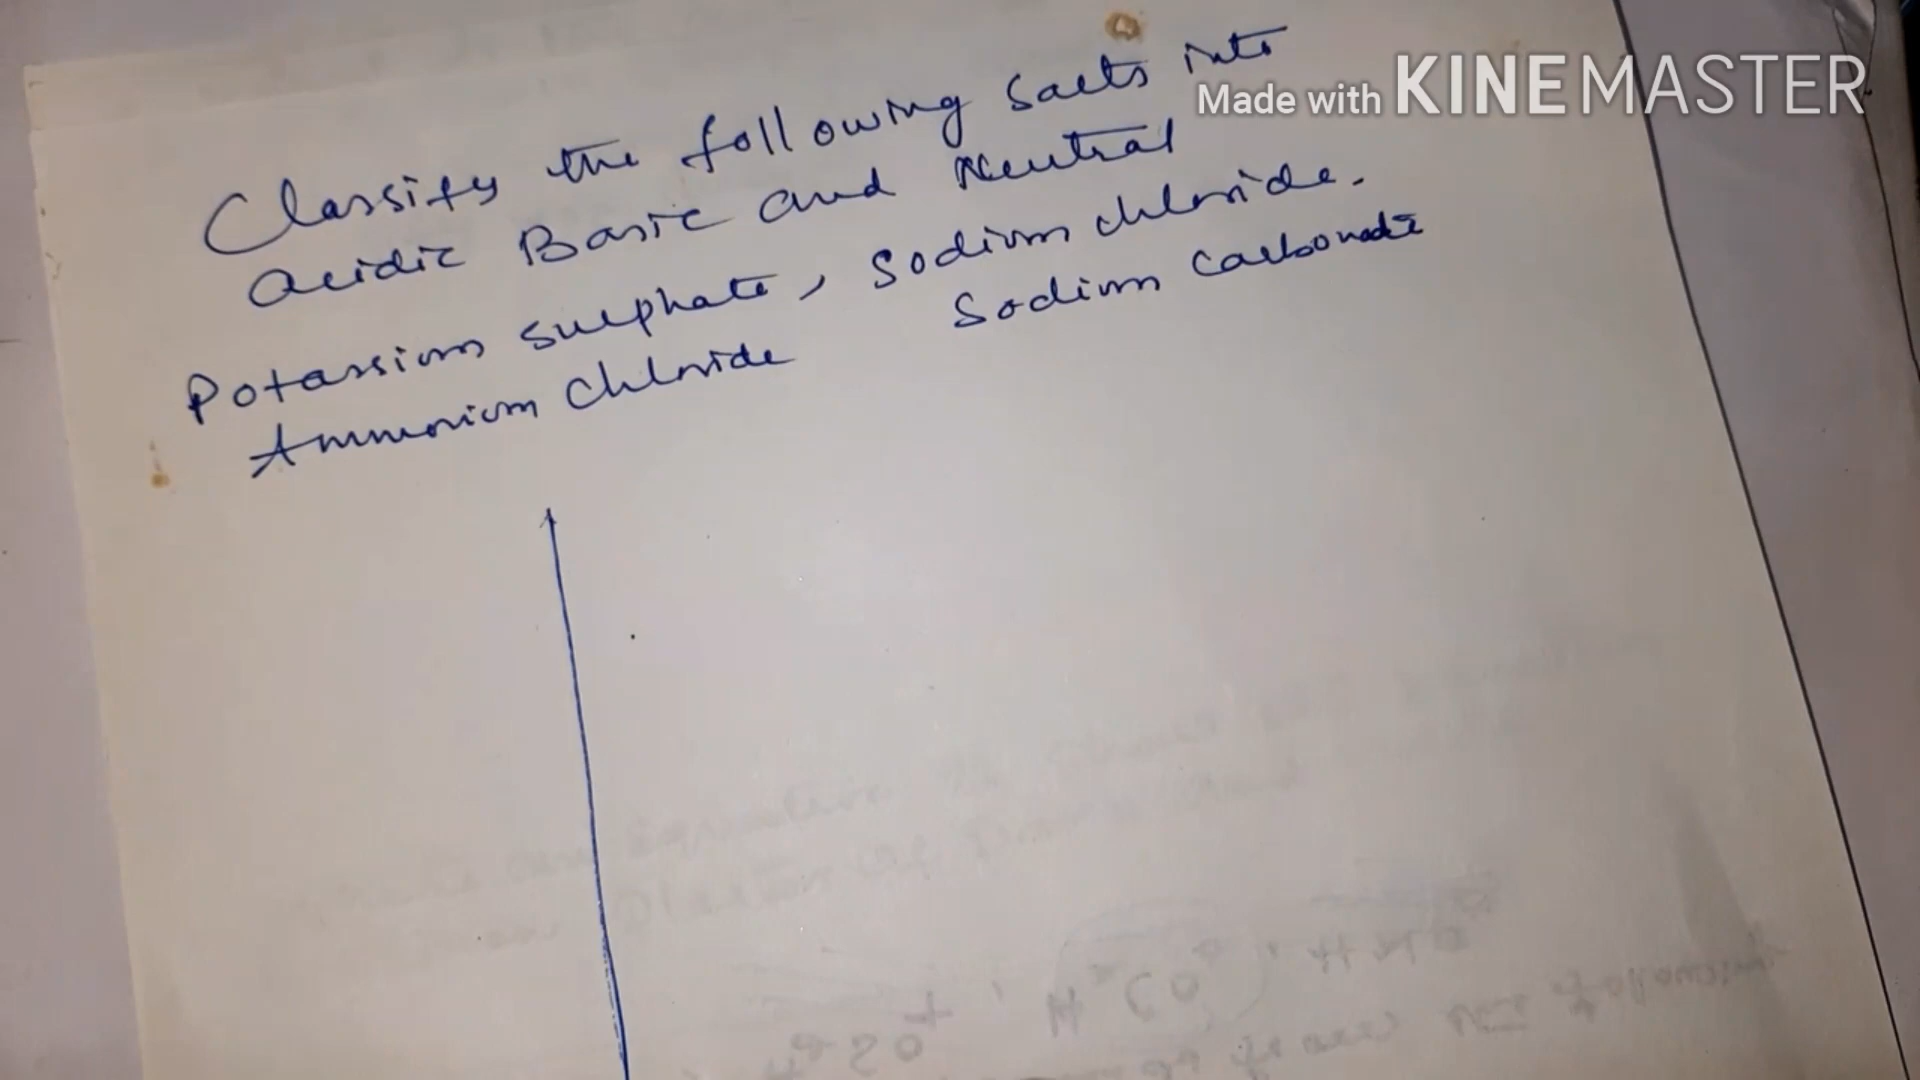 Classify the following salts into
acidic Basic and Neutral
Potassium sulphate, Sodium chloride.
Ammonium Chloride Sodium carbonate
Made with KINEMASTER